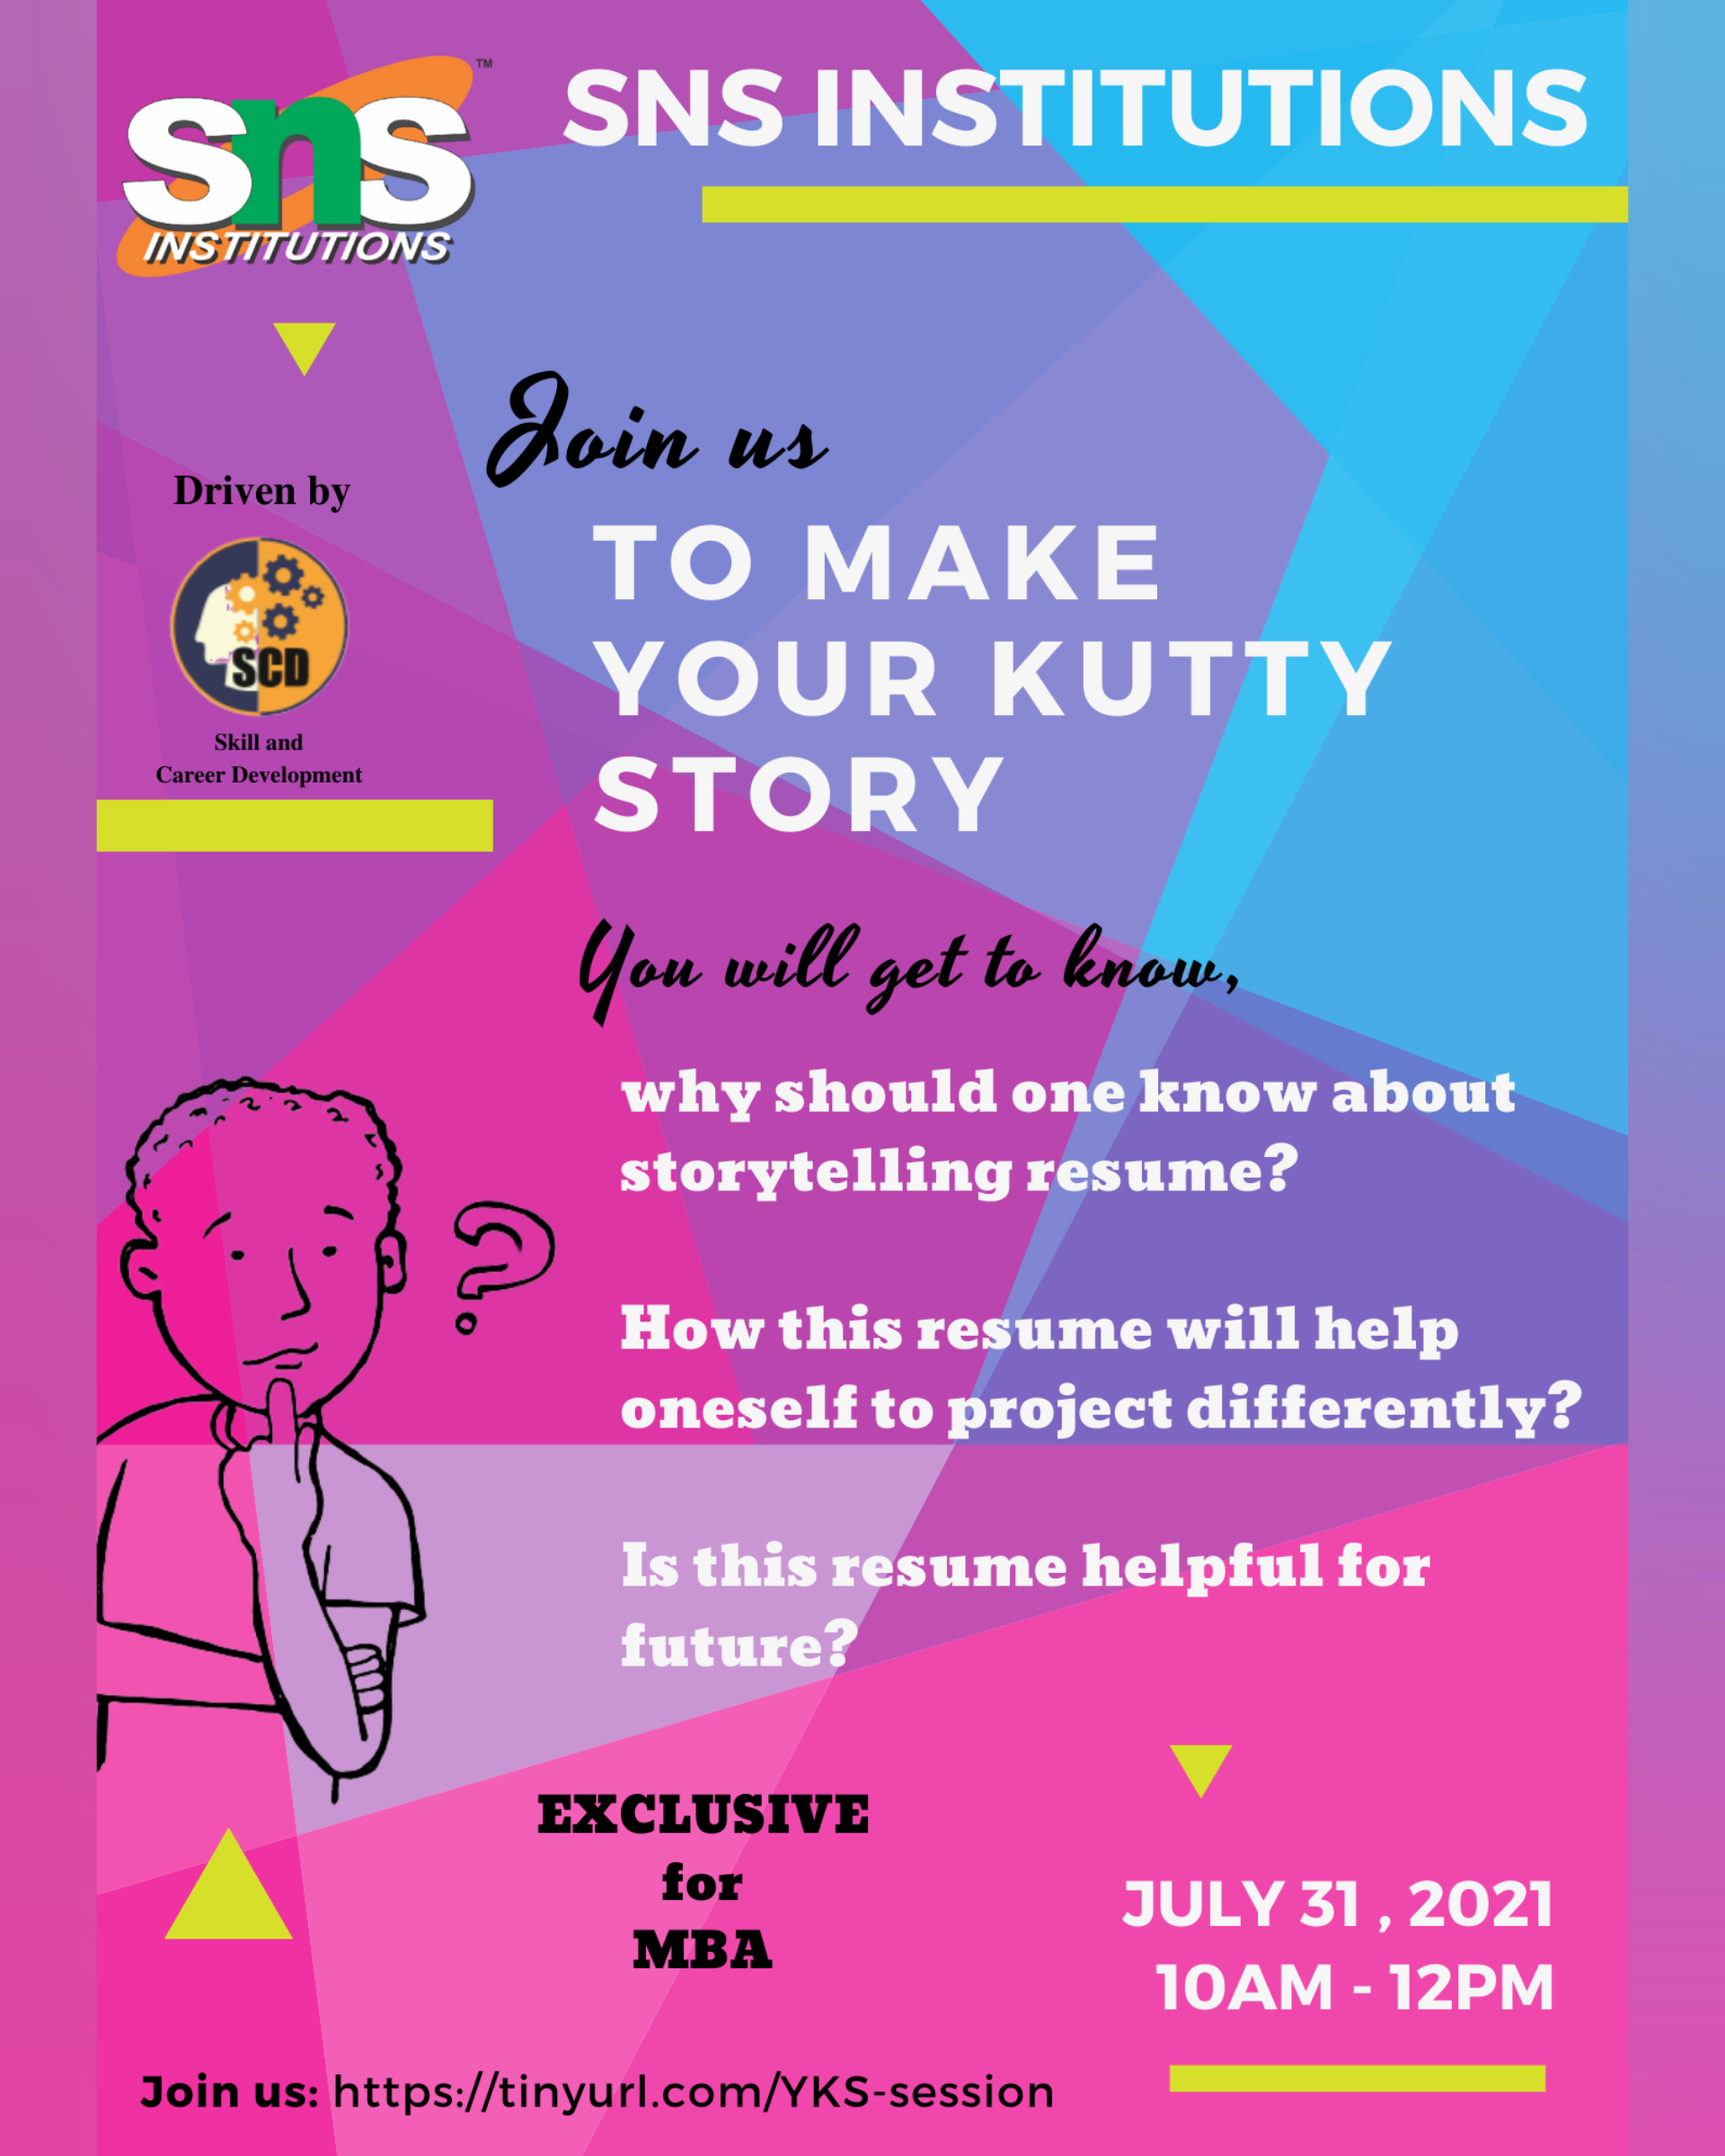 sns
INSTITUTIONS
TM
SNS INSTITUTIONS
Join us
Driven by
SCD
Skill and
Career Development
TO MAKE
YOUR KUTTY
STORY
You will get to know,
why should one know about
storytelling resume?
How this resume will help
oneself to project differently?
Is this resume helpful for
future?
?
EXCLUSIVE
for
MBA
JULY 31 , 2021
10AM - 12PM
Join us: https://tinyurl.com/YKS-session